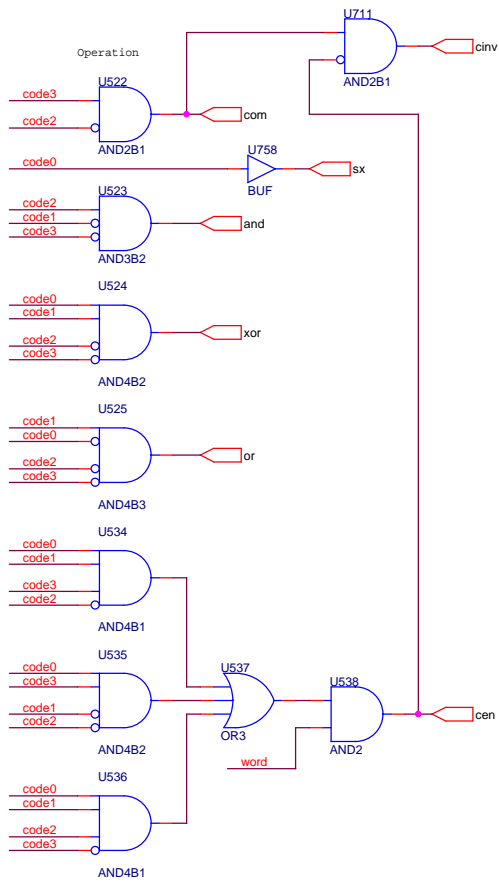 U711
cinv
AND2B1
Operation
U522
code3
code2
com
AND2B1
U758
code0
sx
BUF
U523
code2
code1
code3
and
AND3B2
U524
code0
code1
xor
code2
code3
AND4B2
U525
code1
code0
or
code2
code3
AND4B3
U534
code0
code1
code3
code2
AND4B1
U535
code0
code3
code1
code2
AND4B2
U537
OR3
U538
word
AND2
cen
U536
code0
code1
code2
code3
AND4B1